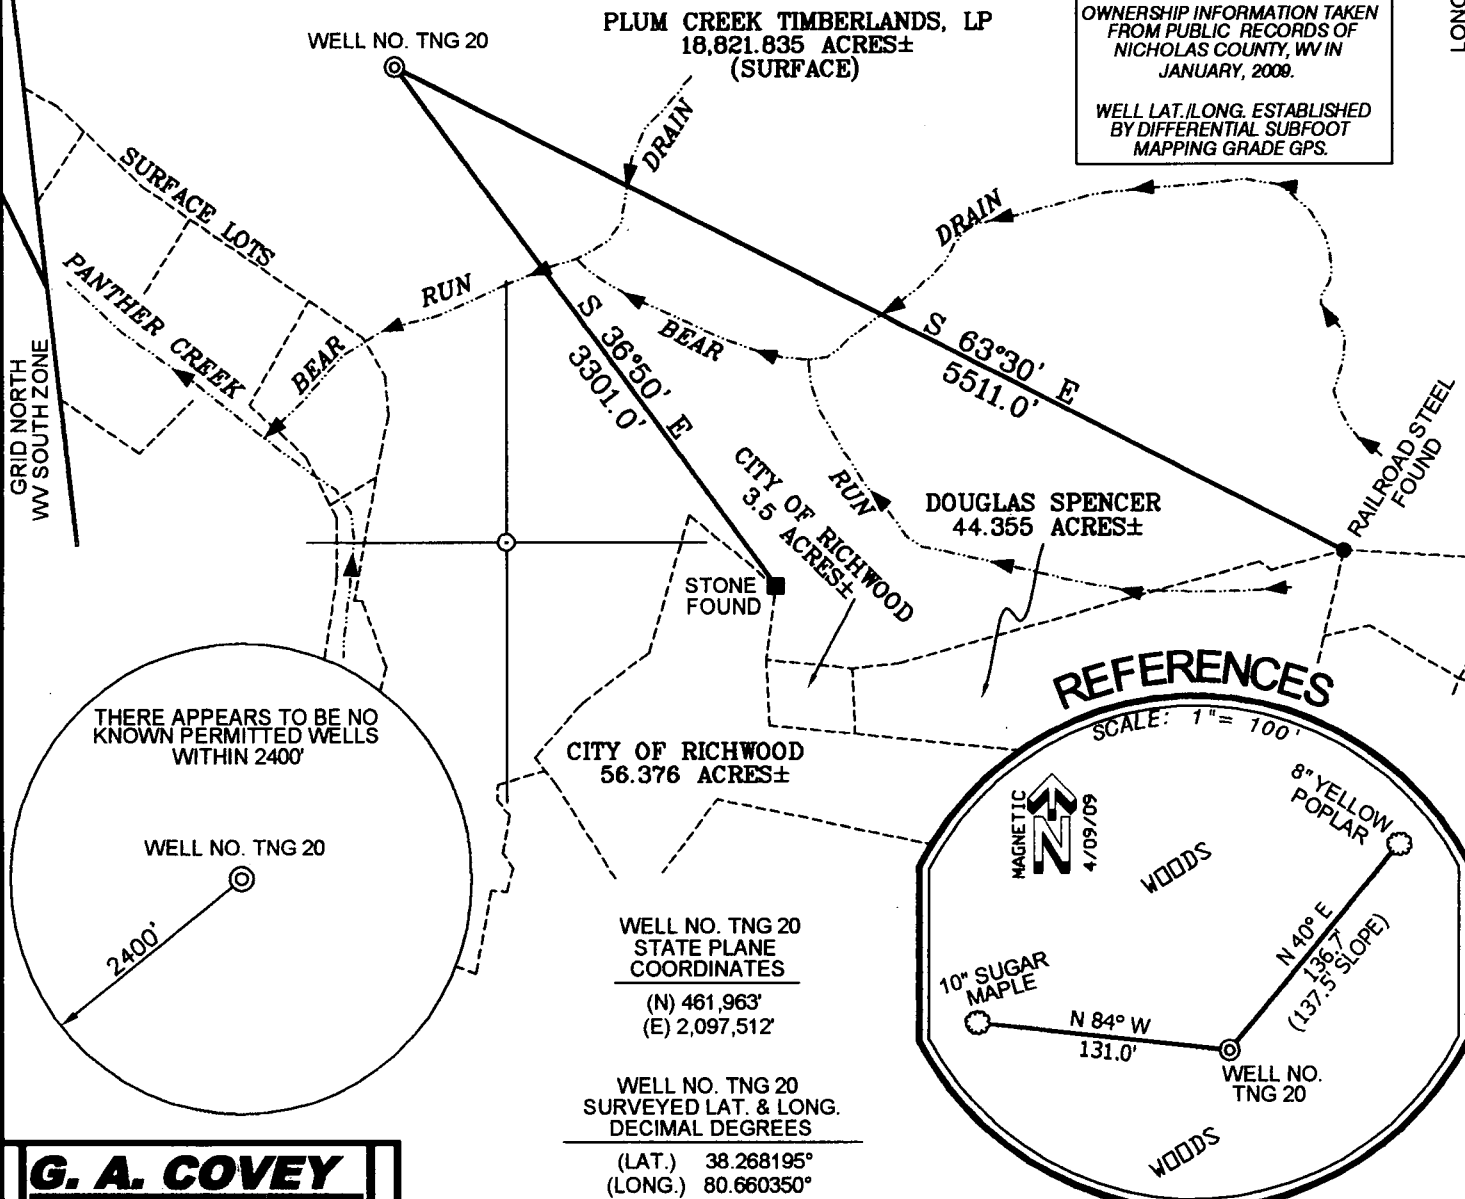 PLUM CREEK TIMBERLANDS, LP
18,821.835 ACRES±
(SURFACE)
WELL NO. TNG 20
OWNERSHIP INFORMATION TAKEN
FROM PUBLIC RECORDS OF
NICHOLAS COUNTY, WV IN
JANUARY, 2009.
WELL LAT./LONG. ESTABLISHED
BY DIFFERENTIAL SUBFOOT
MAPPING GRADE GPS.
LONG
DRAIN
DRAIN
SURFACE LOTS
PANTHER CREEK
BEAR
RUN
BEAR
RUN
S 36°50' E
3301.0'
S 63°30' E
5511.0'
GRID NORTH
WV SOUTH ZONE
CITY OF RICHWOOD
3.5 ACRES±
DOUGLAS SPENCER
44.355 ACRES±
RAILROAD STEEL
FOUND
STONE
FOUND
THERE APPEARS TO BE NO
KNOWN PERMITTED WELLS
WITHIN 2400'
WELL NO. TNG 20
2400'
CITY OF RICHWOOD
56.376 ACRES±
REFERENCES
SCALE: 1"= 100'
MAGNETIC
N
4/09/09
WOODS
8" YELLOW
POPLAR
N 40° E
136.7'
(137.5' SLOPE)
10" SUGAR
MAPLE
N 84° W
131.0'
WELL NO.
TNG 20
WOODS
WELL NO. TNG 20
STATE PLANE
COORDINATES
(N) 461,963'
(E) 2,097,512'
WELL NO. TNG 20
SURVEYED LAT. & LONG.
DECIMAL DEGREES
(LAT.) 38.268195°
(LONG.) 80.660350°
G. A. COVEY